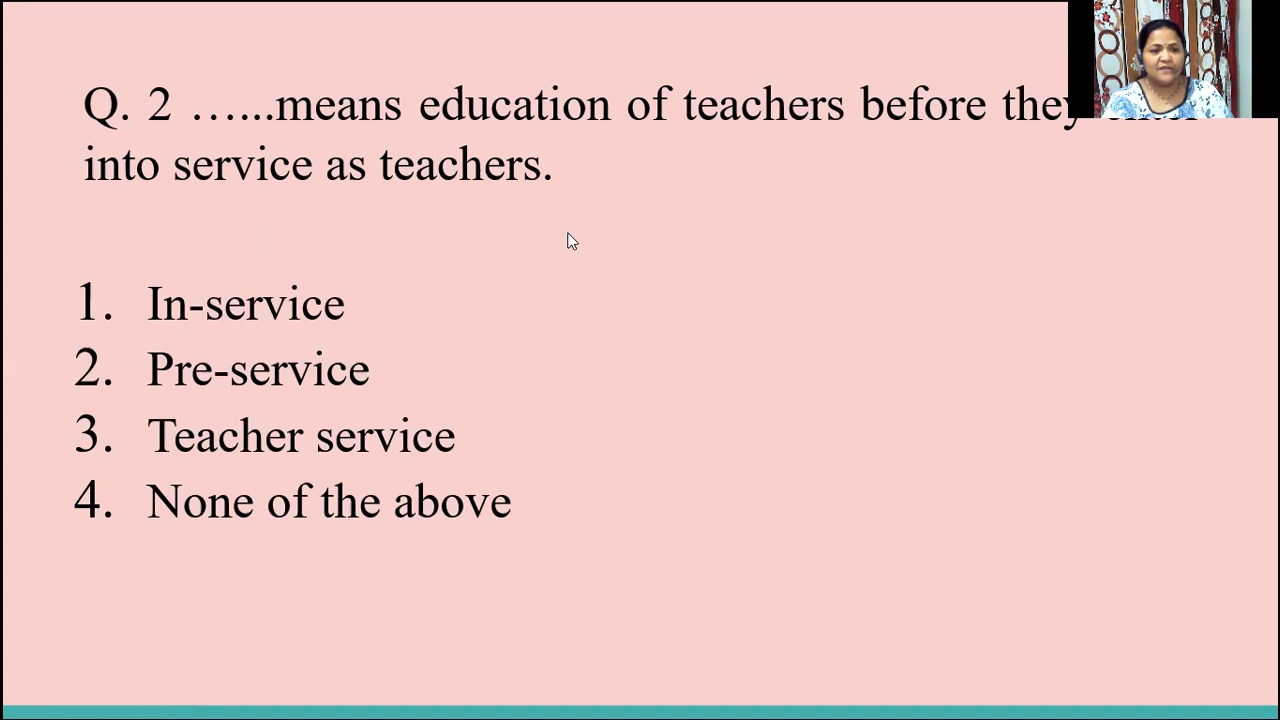 Q. 2 …...means education of teachers before they
into service as teachers.
1. In-service
2. Pre-service
3. Teacher service
4. None of the above